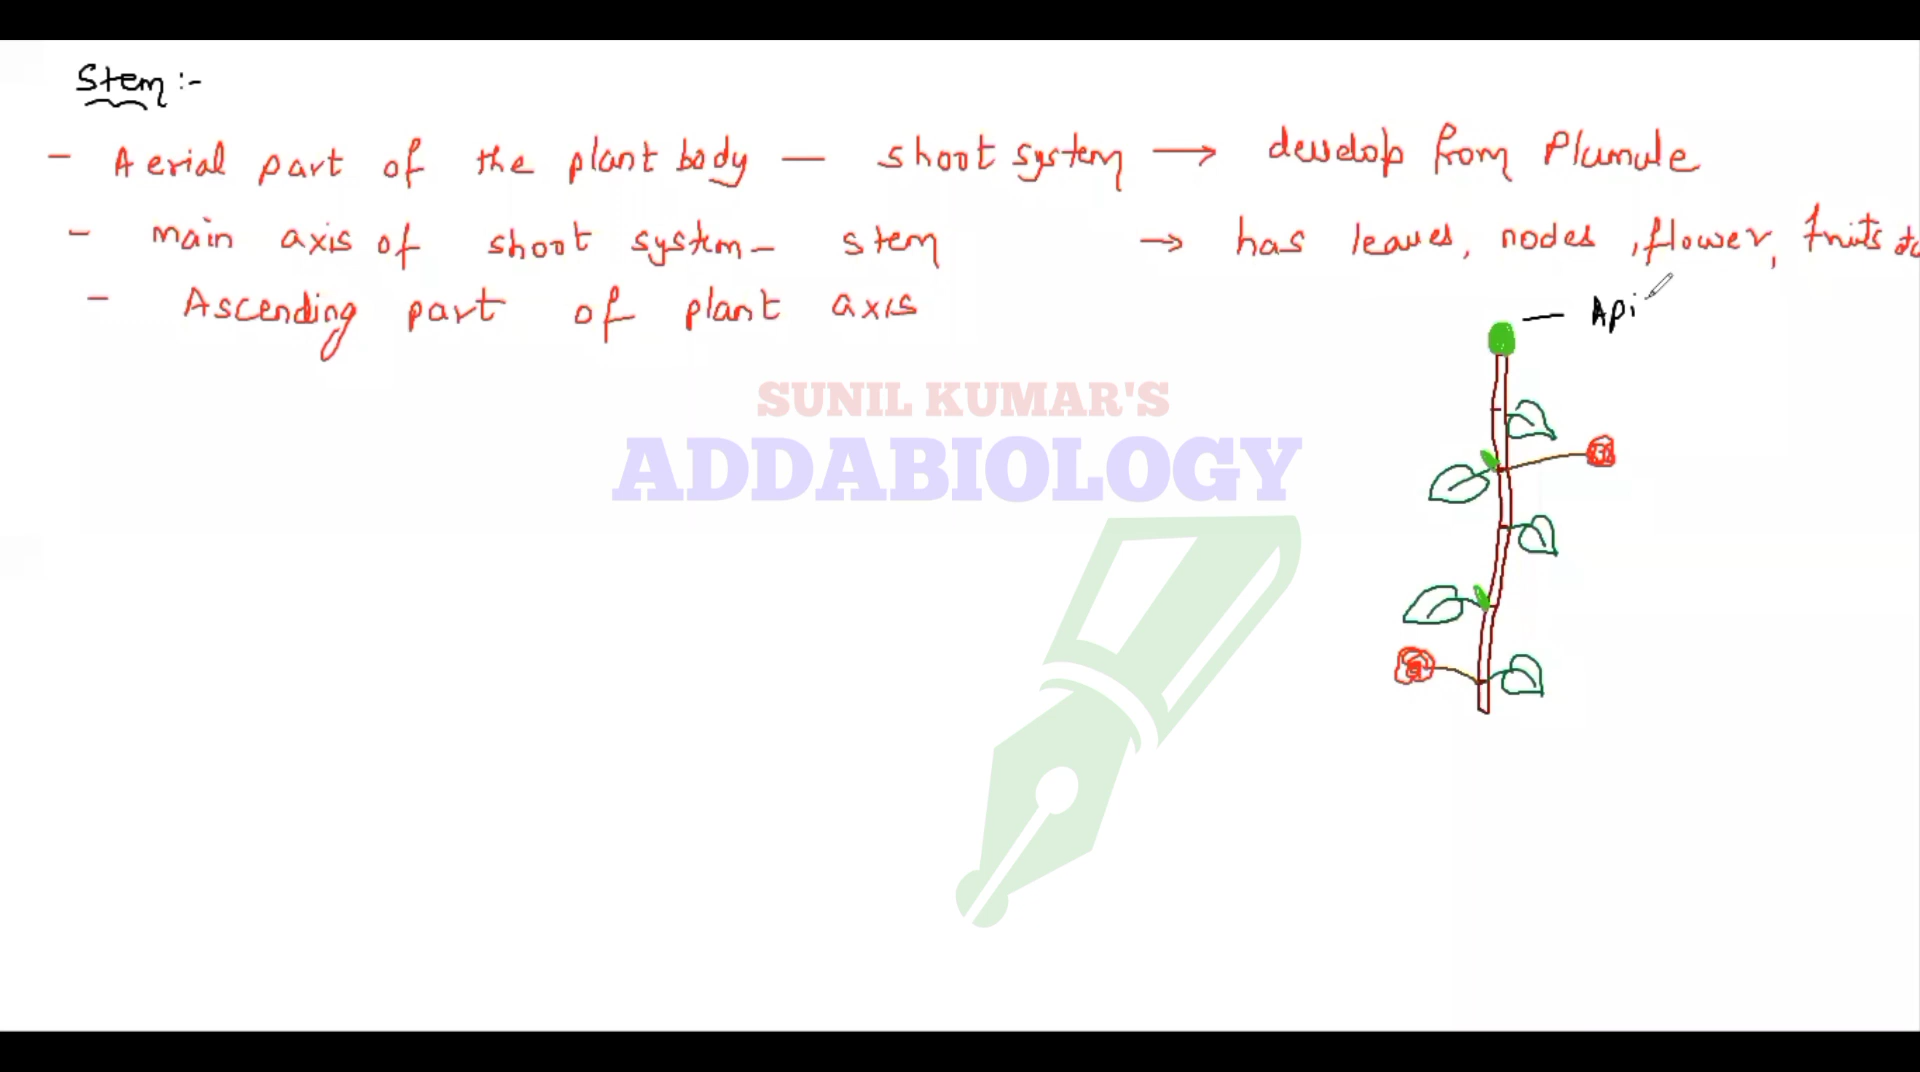 Stem :-
- Aerial part of the plant body — shoot system → develop from Plumule
- main axis of shoot system - stem → has leaves, nodes, flower, fruits etc
- Ascending part of plant axis
— Api
SUNIL KUMAR'S
ADDABIOLOGY